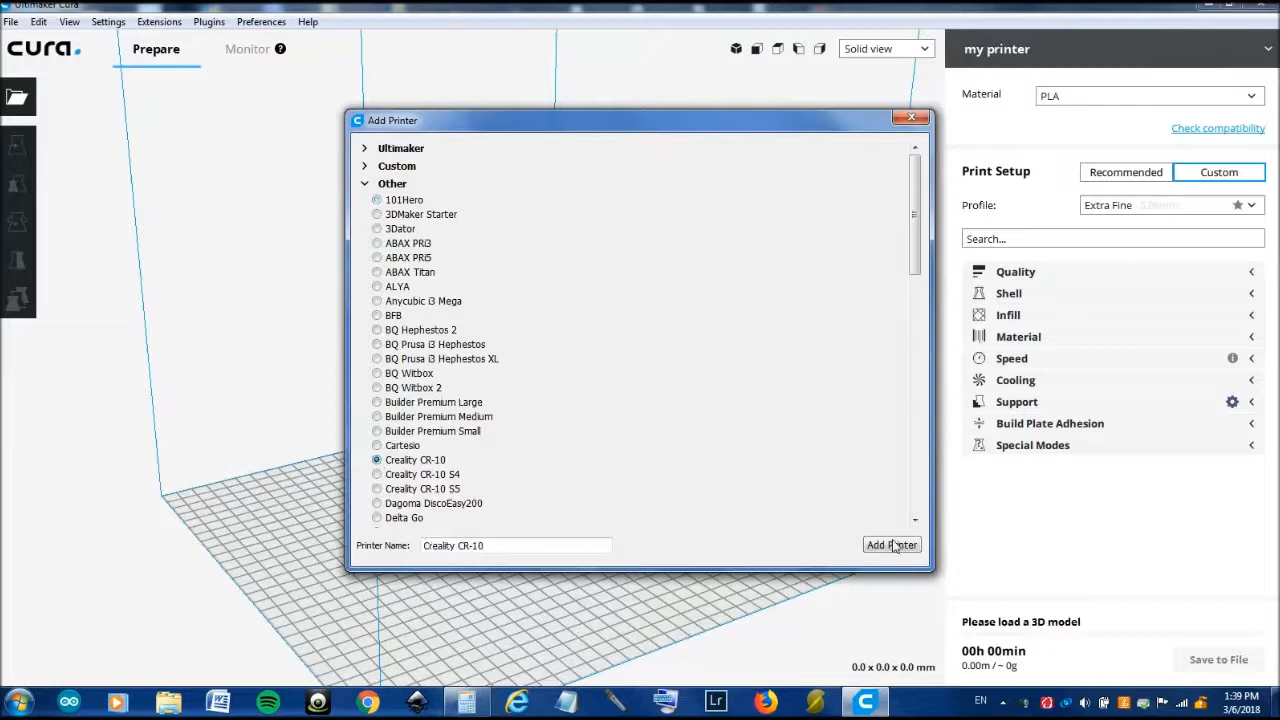 Ultimaker Cura
File Edit View Settings Extensions Plugins Preferences Help
cura.
Prepare
Monitor ?
Solid view
my printer
Material
PLA
Check compatibility
Print Setup
Recommended
Custom
Profile:
Extra Fine - 0.06mm
Search...
Quality
Shell
Infill
Material
Speed
Cooling
Support
Build Plate Adhesion
Special Modes
Add Printer
Ultimaker
Custom
Other
101Hero
3DMaker Starter
3Dator
ABAX PRi3
ABAX PRi5
ABAX Titan
ALYA
Anycubic i3 Mega
BFB
BQ Hephestos 2
BQ Prusa i3 Hephestos
BQ Prusa i3 Hephestos XL
BQ Witbox
BQ Witbox 2
Builder Premium Large
Builder Premium Medium
Builder Premium Small
Cartesio
Creality CR-10
Creality CR-10 S4
Creality CR-10 S5
Dagoma DiscoEasy200
Delta Go
Printer Name: Creality CR-10
Add Printer
Please load a 3D model
00h 00min
0.00m / ~ 0g
Save to File
0.0 x 0.0 x 0.0 mm
Lr
EN
1:39 PM
3/6/2018